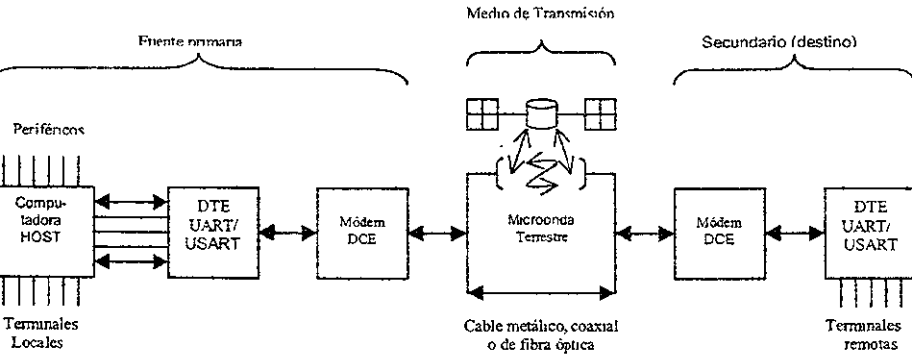 Medio de Transmisión
Fuente primaria
Secundario (destino)
Periféricos
Compu-
tadora
HOST
DTE
UART/
USART
Módem
DCE
Microonda
Terrestre
Módem
DCE
DTE
UART/
USART
Terminales
Locales
Cable metálico, coaxial
o de fibra óptica
Terminales
remotas